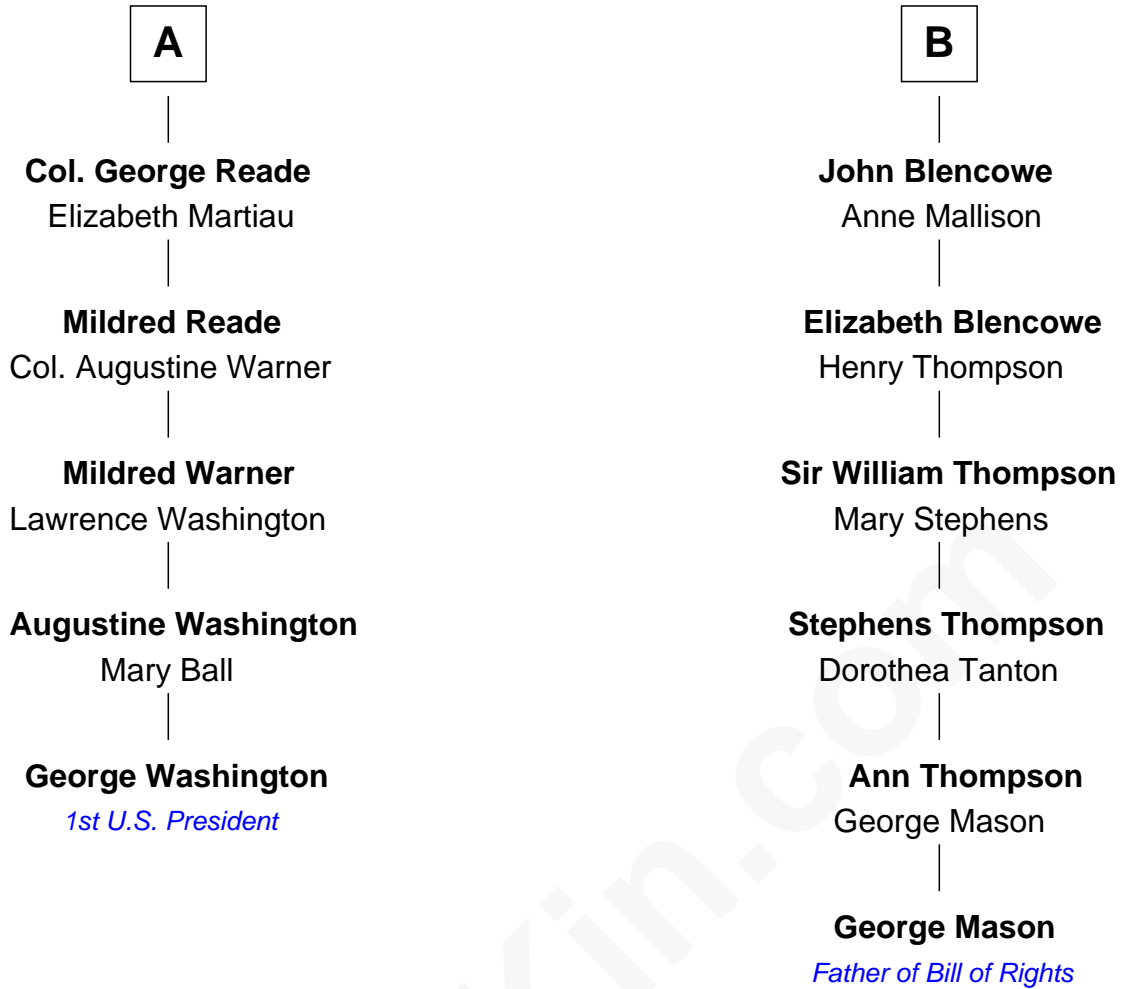 A
Col. George Reade
Elizabeth Martiau
Mildred Reade
Col. Augustine Warner
Mildred Warner
Lawrence Washington
Augustine Washington
Mary Ball
George Washington
1st U.S. President
B
John Blencowe
Anne Mallison
Elizabeth Blencowe
Henry Thompson
Sir William Thompson
Mary Stephens
Stephens Thompson
Dorothea Tanton
Ann Thompson
George Mason
George Mason
Father of Bill of Rights
Kin.com